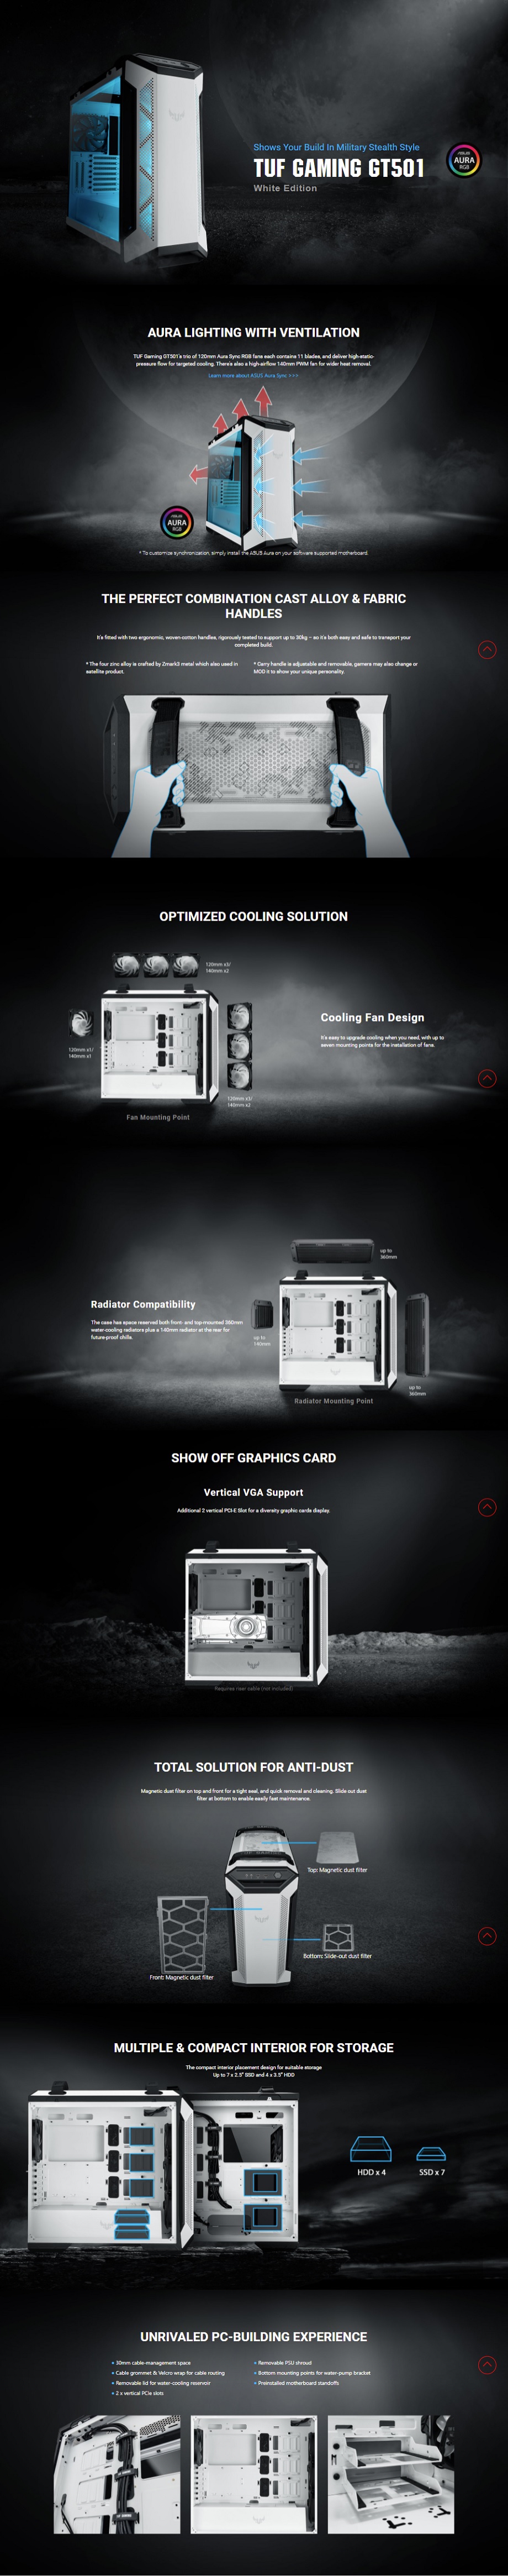 Shows Your Build In Military Stealth Style
TUF GAMING GT501
White Edition
ASUS
AURA
RGB
AURA LIGHTING WITH VENTILATION
TUF Gaming GT501's trio of 120mm Aura Sync RGB fans each contains 11 blades, and deliver high-static-
pressure flow for targeted cooling. There's also a high-airflow 140mm PWM fan for wider heat removal.
Learn more about ASUS Aura Sync >>>
ASUS
AURA
RGB
* To customize synchronization, simply install the ASUS Aura on your software supported motherboard.
THE PERFECT COMBINATION CAST ALLOY & FABRIC
HANDLES
It's fitted with two ergonomic, woven-cotton handles, rigorously tested to support up to 30kg – so it's both easy and safe to transport your
completed build.
* The four zinc alloy is crafted by Zmark3 metal which also used in
satellite product.
* Carry handle is adjustable and removable, gamers may also change or
MOD it to show your unique personality.
OPTIMIZED COOLING SOLUTION
120mm x3/
140mm x2
120mm x1/
140mm x1
120mm x3/
140mm x2
Fan Mounting Point
Cooling Fan Design
It's easy to upgrade cooling when you need, with up to
seven mounting points for the installation of fans.
Radiator Compatibility
The case has space reserved both front- and top-mounted 360mm
water-cooling radiators plus a 140mm radiator at the rear for
future-proof chills.
up to
360mm
up to
140mm
up to
360mm
Radiator Mounting Point
SHOW OFF GRAPHICS CARD
Vertical VGA Support
Additional 2 vertical PCI-E Slot for a diversity graphic cards display.
Requires riser cable (not included)
TOTAL SOLUTION FOR ANTI-DUST
Magnetic dust filter on top and front for a tight seal, and quick removal and cleaning. Slide out dust
filter at bottom to enable easily fast maintenance.
Top: Magnetic dust filter
Bottom: Slide-out dust filter
Front: Magnetic dust filter
MULTIPLE & COMPACT INTERIOR FOR STORAGE
The compact interior placement design for suitable storage
Up to 7 x 2.5" SSD and 4 x 3.5" HDD
HDD x 4
SSD x 7
UNRIVALED PC-BUILDING EXPERIENCE
30mm cable-management space
Cable grommet & Velcro wrap for cable routing
Removable lid for water-cooling reservoir
2 x vertical PCIe slots
Removable PSU shroud
Bottom mounting points for water-pump bracket
Preinstalled motherboard standoffs